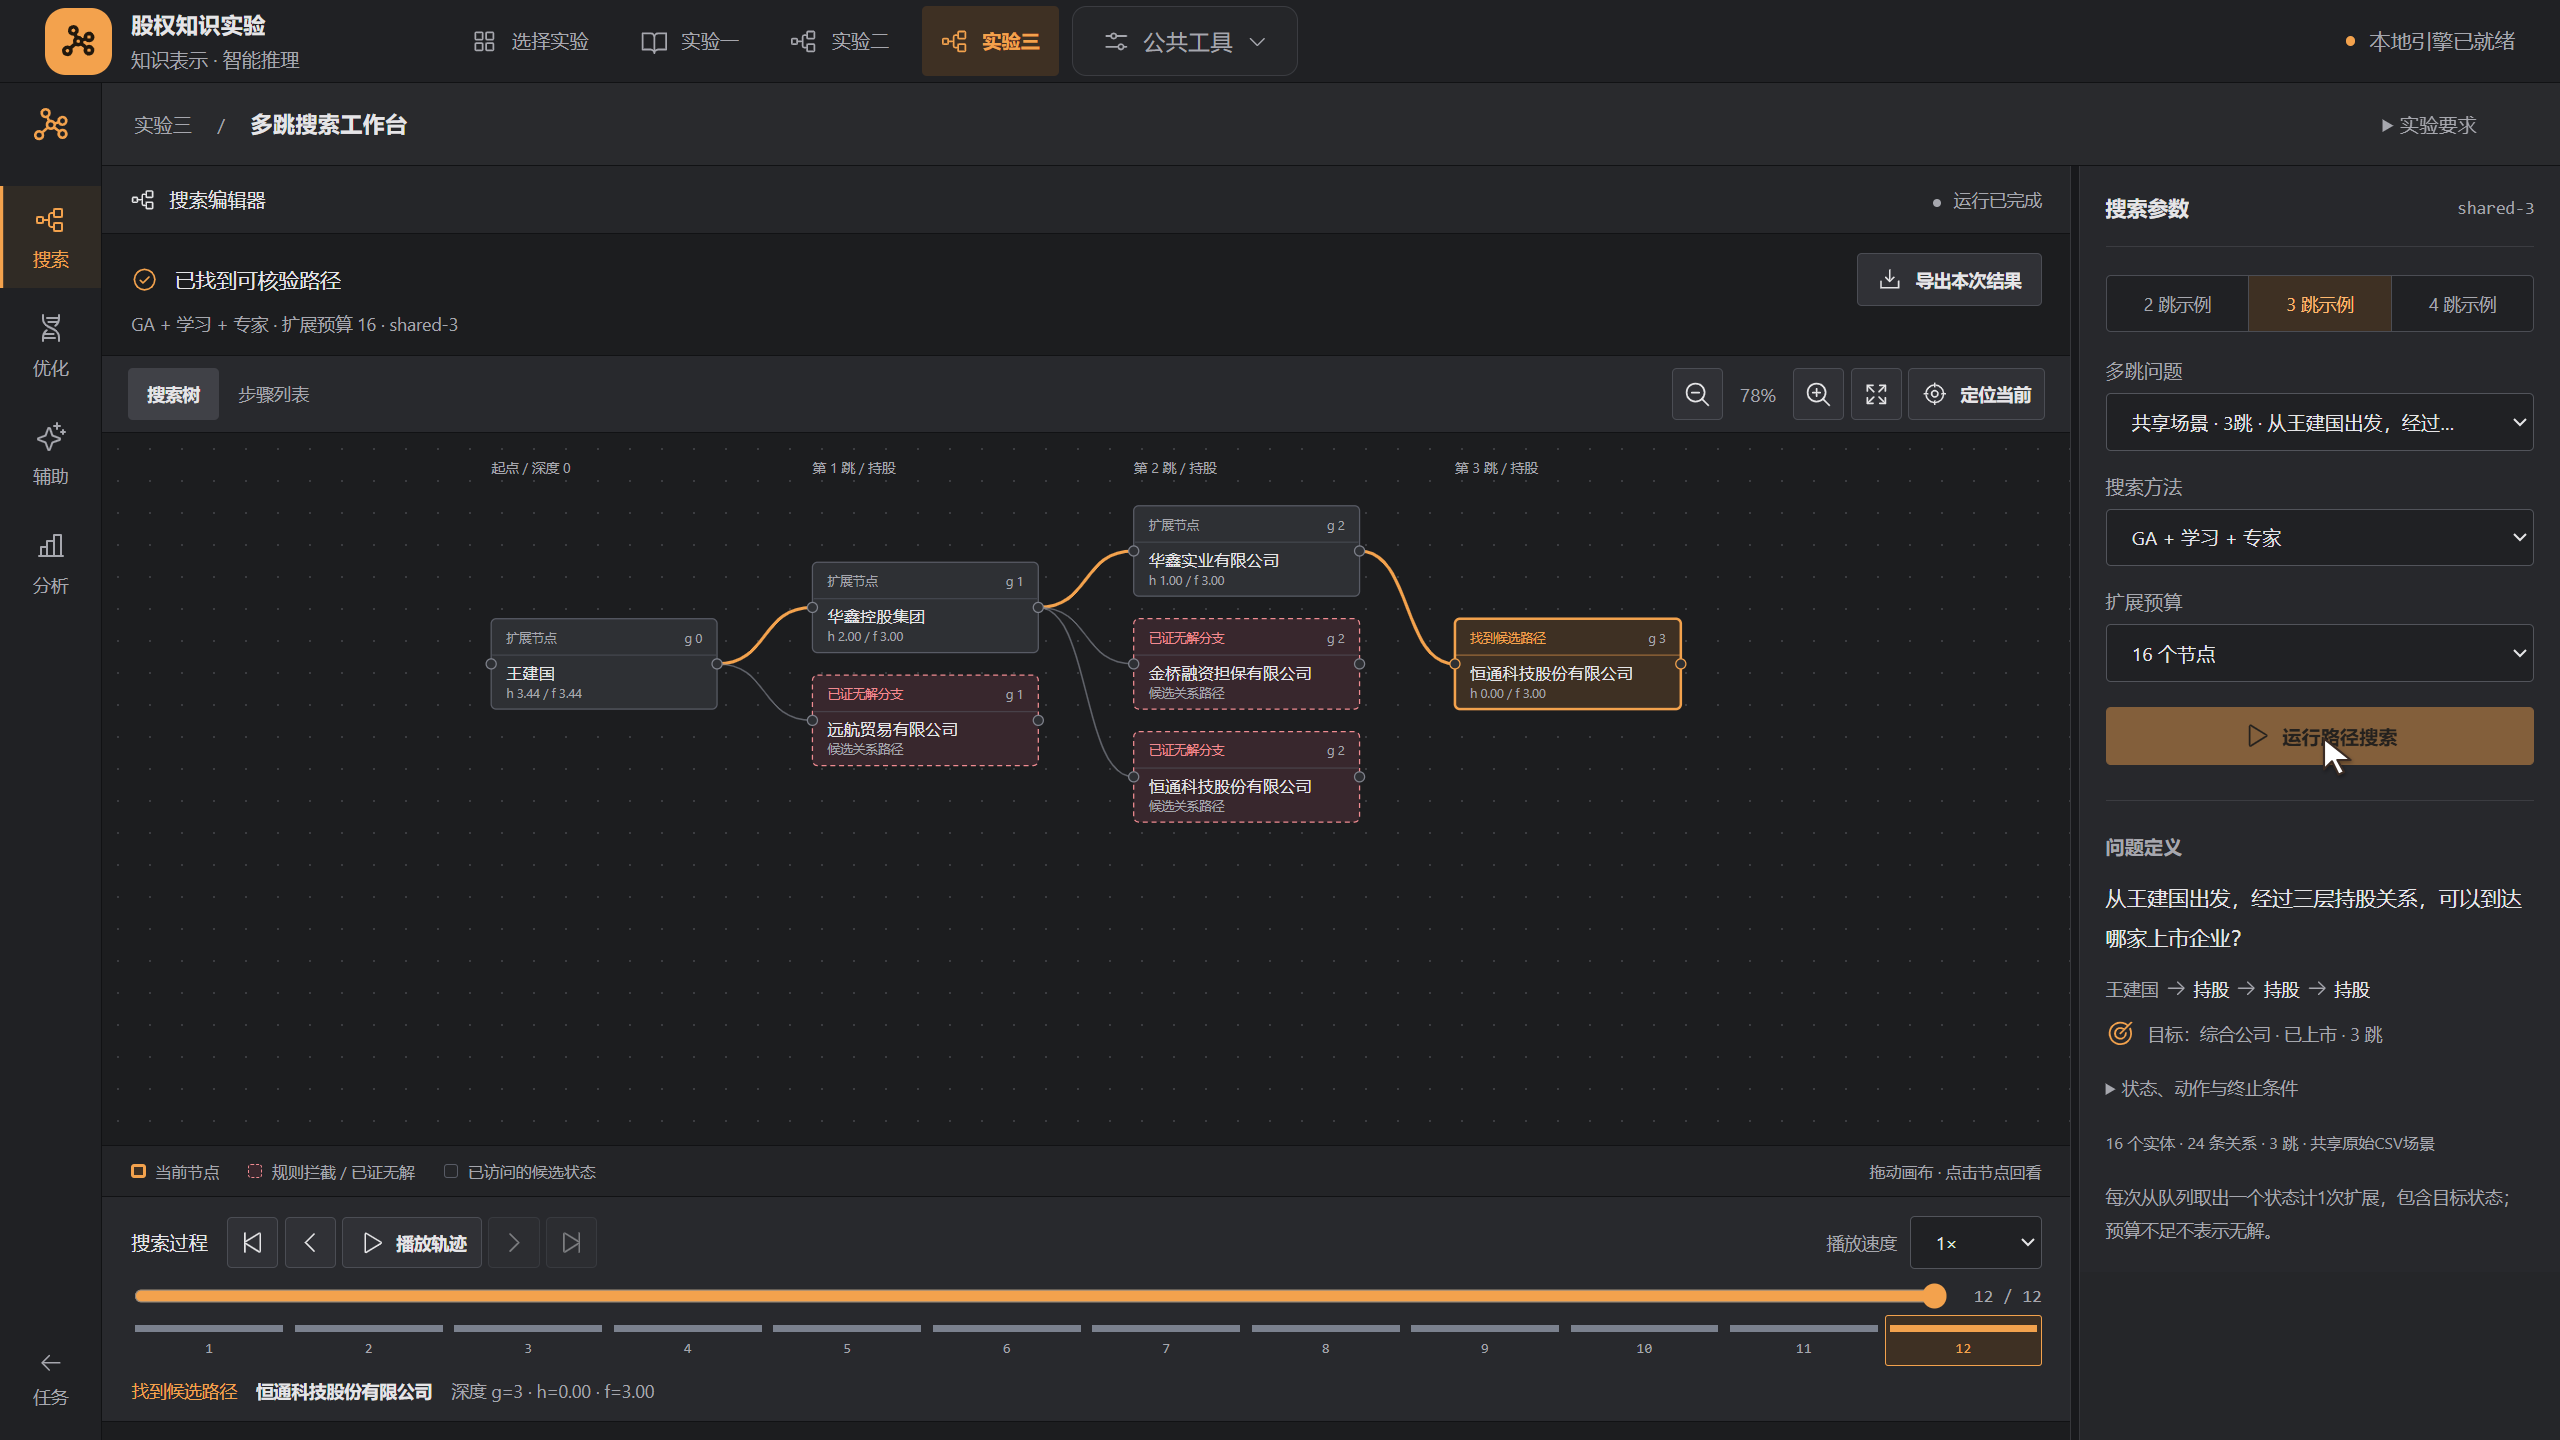 股权知识实验
知识表示 · 智能推理
选择实验
实验一
实验二
实验三
公共工具
本地引擎已就绪
实验三 / 多跳搜索工作台
实验要求
搜索
优化
辅助
分析
任务
搜索编辑器
运行已完成
已找到可核验路径
GA + 学习 + 专家 · 扩展预算 16 · shared-3
导出本次结果
搜索树
步骤列表
78%
定位当前
起点 / 深度 0
第 1 跳 / 持股
第 2 跳 / 持股
第 3 跳 / 持股
扩展节点 g 0
王建国
h 3.44 / f 3.44
扩展节点 g 1
华鑫控股集团
h 2.00 / f 3.00
已证无解分支 g 1
远航贸易有限公司
候选关系路径
扩展节点 g 2
华鑫实业有限公司
h 1.00 / f 3.00
已证无解分支 g 2
金桥融资担保有限公司
候选关系路径
已证无解分支 g 2
恒通科技股份有限公司
候选关系路径
找到候选路径 g 3
恒通科技股份有限公司
h 0.00 / f 3.00
当前节点
规则拦截 / 已证无解
已访问的候选状态
拖动画布 · 点击节点回看
搜索过程
播放轨迹
播放速度
1×
12 / 12
1 2 3 4 5 6 7 8 9 10 11 12
找到候选路径 恒通科技股份有限公司 深度 g=3 · h=0.00 · f=3.00
搜索参数
shared-3
2 跳示例
3 跳示例
4 跳示例
多跳问题
共享场景 · 3跳 · 从王建国出发，经过...
搜索方法
GA + 学习 + 专家
扩展预算
16 个节点
运行路径搜索
问题定义
从王建国出发，经过三层持股关系，可以到达
哪家上市企业？
王建国 → 持股 → 持股 → 持股
目标：综合公司 · 已上市 · 3 跳
状态、动作与终止条件
16 个实体 · 24 条关系 · 3 跳 · 共享原始CSV场景
每次从队列取出一个状态计1次扩展，包含目标状态；
预算不足不表示无解。